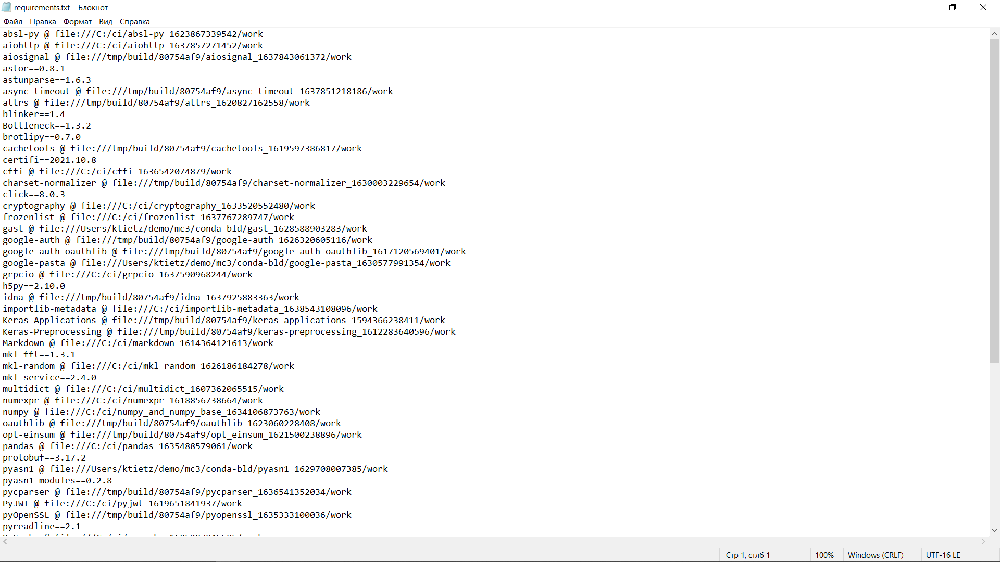 requirements.txt – Блокнот
Файл Правка Формат Вид Справка
absl-py @ file:///C:/ci/absl-py_1623867339542/work
aiohttp @ file:///C:/ci/aiohttp_1637857271452/work
aiosignal @ file:///tmp/build/80754af9/aiosignal_1637843061372/work
astor==0.8.1
astunparse==1.6.3
async-timeout @ file:///tmp/build/80754af9/async-timeout_1637851218186/work
attrs @ file:///tmp/build/80754af9/attrs_1620827162558/work
blinker==1.4
Bottleneck==1.3.2
brotlipy==0.7.0
cachetools @ file:///tmp/build/80754af9/cachetools_1619597386817/work
certifi==2021.10.8
cffi @ file:///C:/ci/cffi_1636542074879/work
charset-normalizer @ file:///tmp/build/80754af9/charset-normalizer_1630003229654/work
click==8.0.3
cryptography @ file:///C:/ci/cryptography_1633520552480/work
frozenlist @ file:///C:/ci/frozenlist_1637767289747/work
gast @ file:///Users/ktietz/demo/mc3/conda-bld/gast_1628588903283/work
google-auth @ file:///tmp/build/80754af9/google-auth_1626320605116/work
google-auth-oauthlib @ file:///tmp/build/80754af9/google-auth-oauthlib_1617120569401/work
google-pasta @ file:///Users/ktietz/demo/mc3/conda-bld/google-pasta_1630577991354/work
grpcio @ file:///C:/ci/grpcio_1637590968244/work
h5py==2.10.0
idna @ file:///tmp/build/80754af9/idna_1637925883363/work
importlib-metadata @ file:///C:/ci/importlib-metadata_1638543108096/work
Keras-Applications @ file:///tmp/build/80754af9/keras-applications_1594366238411/work
Keras-Preprocessing @ file:///tmp/build/80754af9/keras-preprocessing_1612283640596/work
Markdown @ file:///C:/ci/markdown_1614364121613/work
mkl-fft==1.3.1
mkl-random @ file:///C:/ci/mkl_random_1626186184278/work
mkl-service==2.4.0
multidict @ file:///C:/ci/multidict_1607362065515/work
numexpr @ file:///C:/ci/numexpr_1618856738664/work
numpy @ file:///C:/ci/numpy_and_numpy_base_1634106873763/work
oauthlib @ file:///tmp/build/80754af9/oauthlib_1623060228408/work
opt-einsum @ file:///tmp/build/80754af9/opt_einsum_1621500238896/work
pandas @ file:///C:/ci/pandas_1635488579061/work
protobuf==3.17.2
pyasn1 @ file:///Users/ktietz/demo/mc3/conda-bld/pyasn1_1629708007385/work
pyasn1-modules==0.2.8
pycparser @ file:///tmp/build/80754af9/pycparser_1636541352034/work
PyJWT @ file:///C:/ci/pyjwt_1619651841937/work
pyOpenSSL @ file:///tmp/build/80754af9/pyopenssl_1635333100036/work
pyreadline==2.1
Стр 1, стлб 1 100% Windows (CRLF) UTF-16 LE